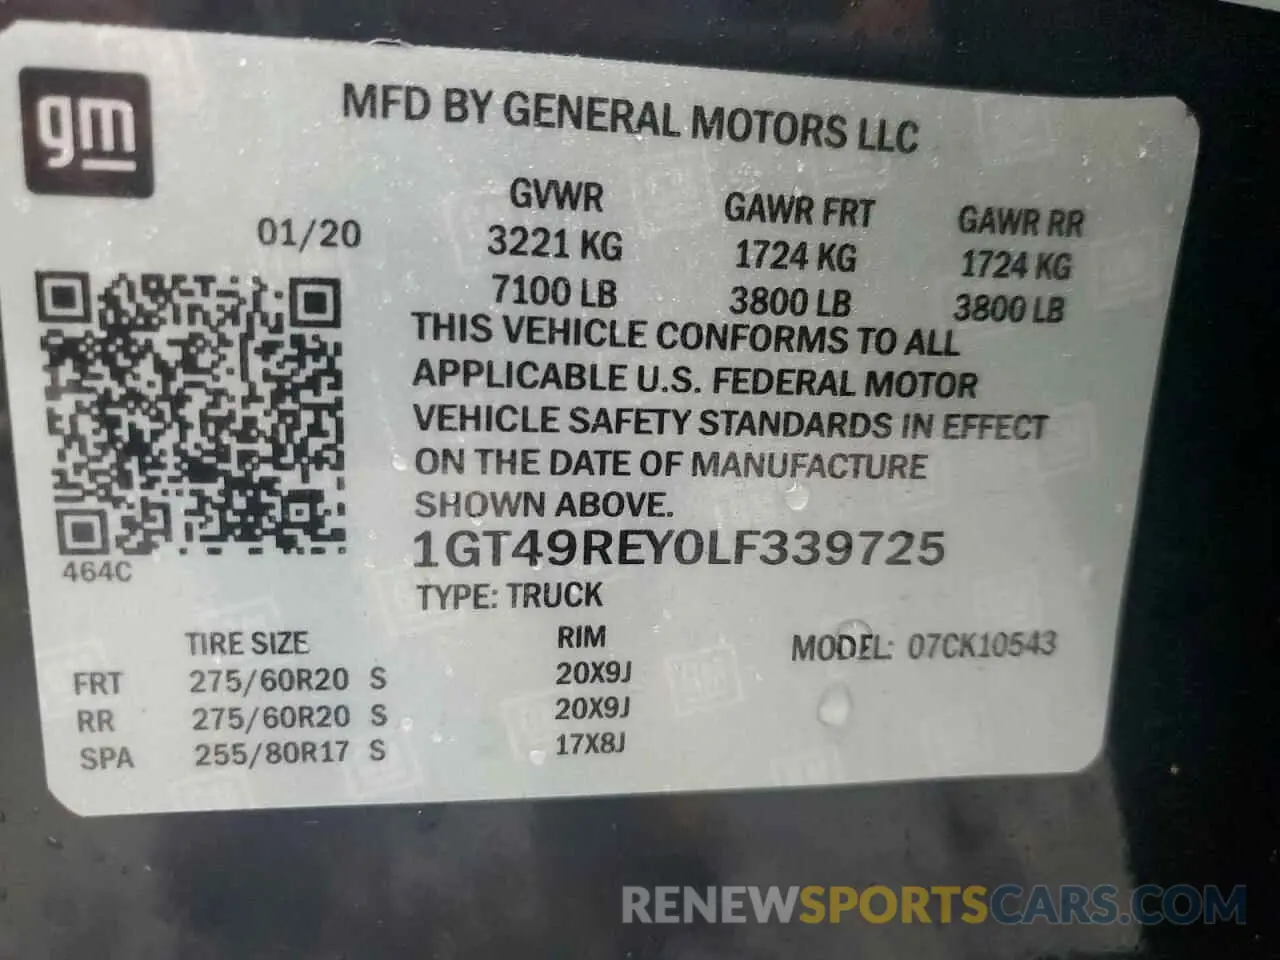 gm
MFD BY GENERAL MOTORS LLC
01/20
GVWR GAWR FRT GAWR RR
3221 KG 1724 KG 1724 KG
7100 LB 3800 LB 3800 LB
THIS VEHICLE CONFORMS TO ALL
APPLICABLE U.S. FEDERAL MOTOR
VEHICLE SAFETY STANDARDS IN EFFECT
ON THE DATE OF MANUFACTURE
SHOWN ABOVE.
1GT49REY0LF339725
464C
TYPE: TRUCK
TIRE SIZE RIM MODEL: 07CK10543
FRT 275/60R20 S 20X9J
RR 275/60R20 S 20X9J
SPA 255/80R17 S 17X8J
RENEWSPORTSCARS.COM